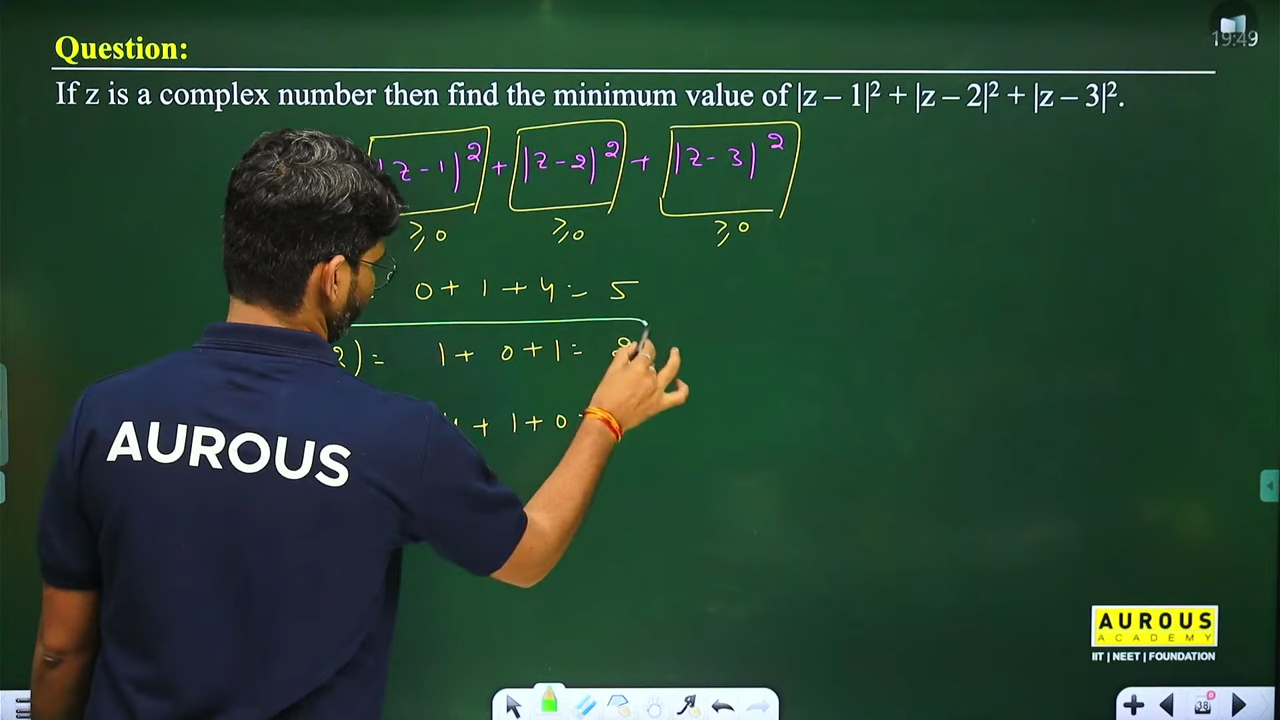 19:49
Question:
If z is a complex number then find the minimum value of |z – 1|² + |z – 2|² + |z – 3|².
|z-1|² + |z-2|² + |z-3|²
≥0 ≥0 ≥0
0+1+4=5
2)= 1+0+1=
+1+0
AUROUS
AUROUS
ACADEMY
IIT | NEET | FOUNDATION
38